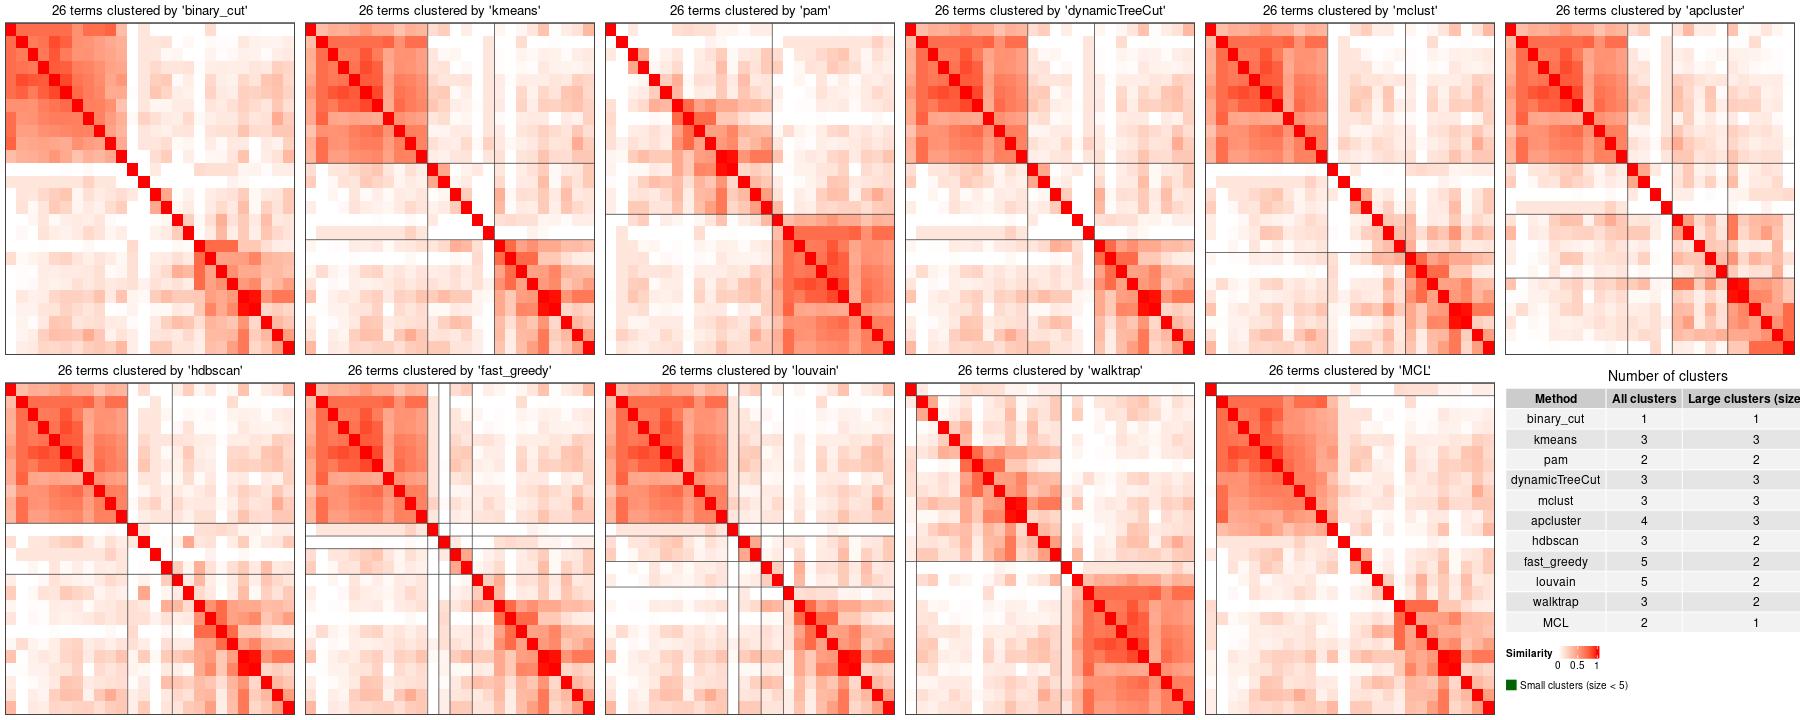 26 terms clustered by 'binary_cut'
26 terms clustered by 'kmeans'
26 terms clustered by 'pam'
26 terms clustered by 'dynamicTreeCut'
26 terms clustered by 'mclust'
26 terms clustered by 'apcluster'
26 terms clustered by 'hdbscan'
26 terms clustered by 'fast_greedy'
26 terms clustered by 'louvain'
26 terms clustered by 'walktrap'
26 terms clustered by 'MCL'
Number of clusters
Method All clusters Large clusters (size
binary_cut 1 1
kmeans 3 3
pam 2 2
dynamicTreeCut 3 3
mclust 3 3
apcluster 4 3
hdbscan 3 2
fast_greedy 5 2
louvain 5 2
walktrap 3 2
MCL 2 1
Similarity
0 0.5 1
Small clusters (size < 5)